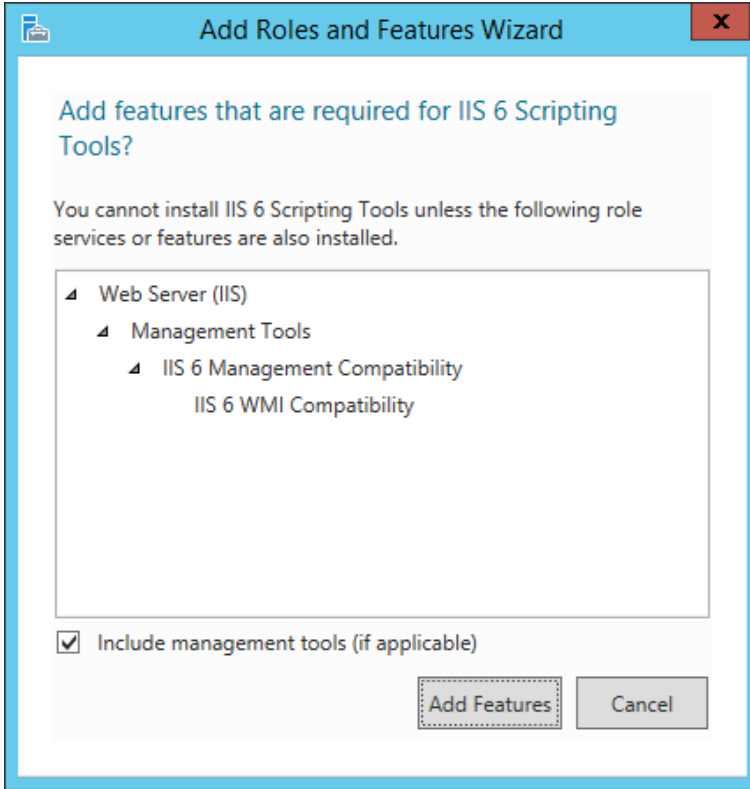 Add Roles and Features Wizard
x
Add features that are required for IIS 6 Scripting
Tools?
You cannot install IIS 6 Scripting Tools unless the following role
services or features are also installed.
Web Server (IIS)
Management Tools
IIS 6 Management Compatibility
IIS 6 WMI Compatibility
Include management tools (if applicable)
Add Features
Cancel